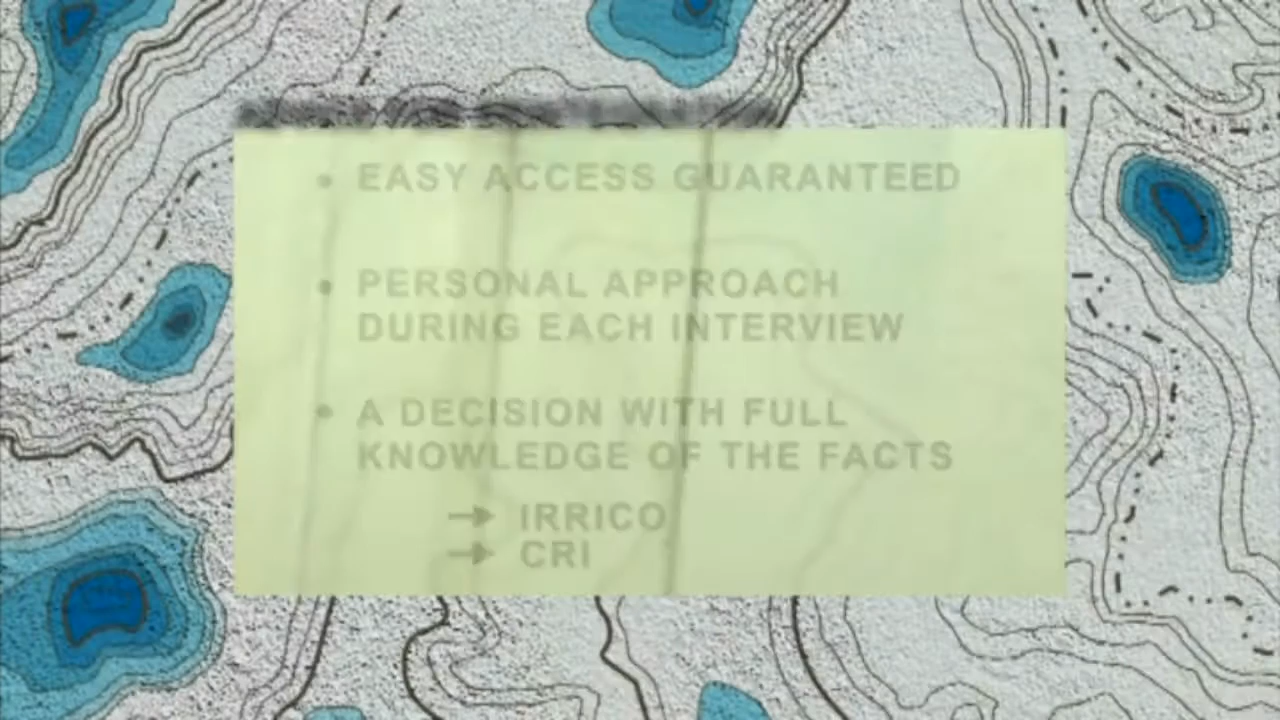 • EASY ACCESS GUARANTEED
• PERSONAL APPROACH
DURING EACH INTERVIEW
• A DECISION WITH FULL
KNOWLEDGE OF THE FACTS
→ IRRICO
→ CRI